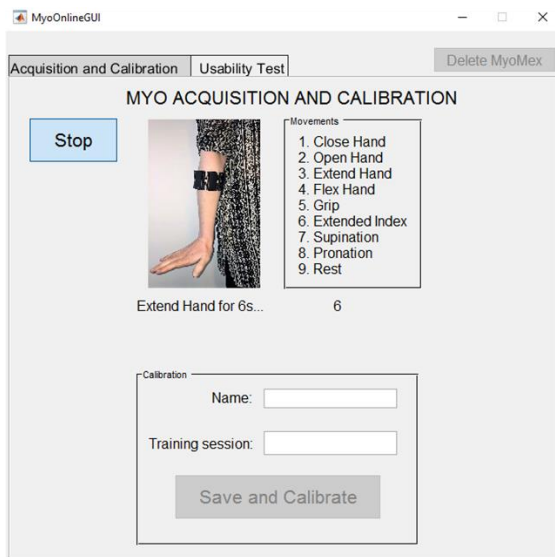 MyoOnlineGUI
Delete MyoMex
Acquisition and Calibration
Usability Test
MYO ACQUISITION AND CALIBRATION
Stop
Movements
1. Close Hand
2. Open Hand
3. Extend Hand
4. Flex Hand
5. Grip
6. Extended Index
7. Supination
8. Pronation
9. Rest
Extend Hand for 6s...
6
Calibration
Name:
Training session:
Save and Calibrate